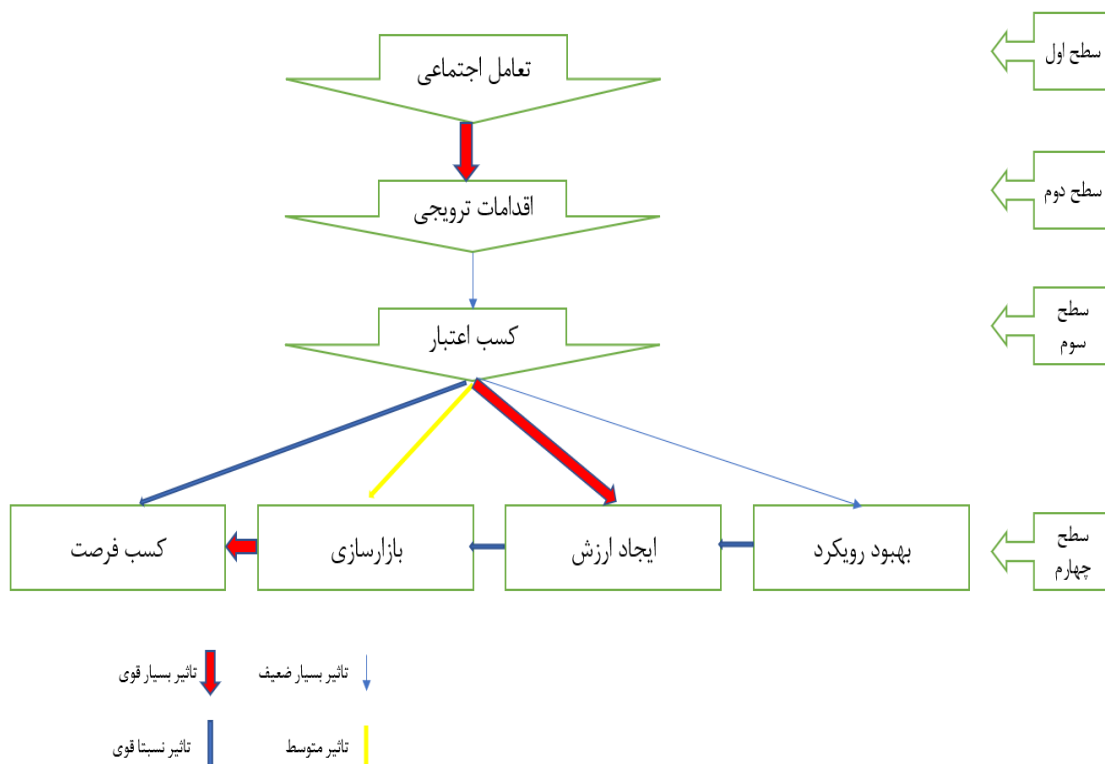 سطح اول
تعامل اجتماعی
سطح دوم
اقدامات ترویجی
سطح
سوم
کسب اعتبار
سطح
چهارم
بهبود رویکرد
ایجاد ارزش
بازارسازی
کسب فرصت
تاثیر بسیار ضعیف
تاثیر بسیار قوی
تاثیر متوسط
تاثیر نسبتا قوی